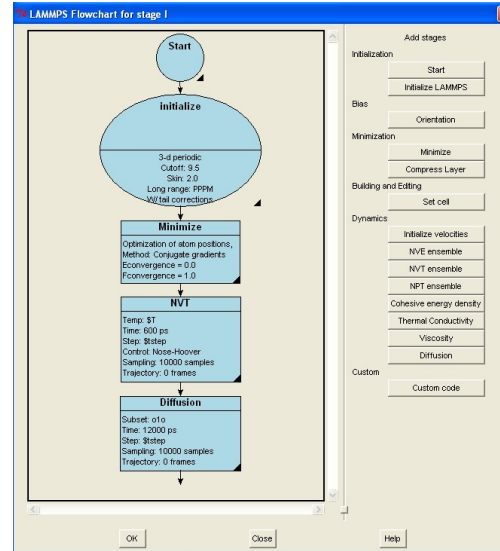 LAMMPS Flowchart for stage I
Start
initialize
3-d periodic
Cutoff: 9.5
Skin: 2.0
Long range: PPPM
W/ tail corrections
Minimize
Optimization of atom positions,
Method: Conjugate gradients
Econvergence = 0.0
Fconvergence = 1.0
NVT
Temp: $T
Time: 600 ps
Step: $tstep
Control: Nose-Hoover
Sampling: 10000 samples
Trajectory: 0 frames
Diffusion
Subset: o1o
Time: 12000 ps
Step: $tstep
Sampling: 10000 samples
Trajectory: 0 frames
Add stages
Initialization
Start
Initialize LAMMPS
Bias
Orientation
Minimization
Minimize
Compress Layer
Building and Editing
Set cell
Dynamics
Initialize velocities
NVE ensemble
NVT ensemble
NPT ensemble
Cohesive energy density
Thermal Conductivity
Viscosity
Diffusion
Custom
Custom code
OK
Close
Help